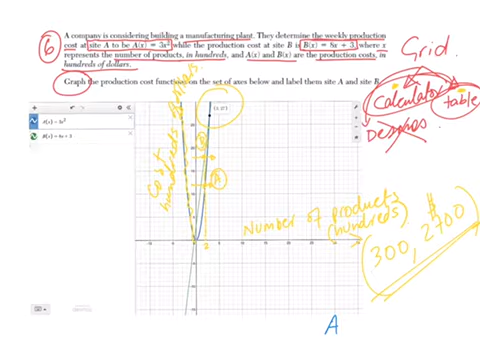 6 A company is considering building a manufacturing plant. They determine the weekly production
cost at site A to be A(x) = 3x² while the production cost at site B is B(x) = 8x + 3, where x
represents the number of products, in hundreds, and A(x) and B(x) are the production costs, in
hundreds of dollars.
Graph the production cost functions on the set of axes below and label them site A and site B.
Grid
Calculator
table
Desmos
A(x) = 3x²
(3, 27)
cost
hundreds of dollars
B
A
2
Number of products
(hundreds)
$
(300, 2700)
A